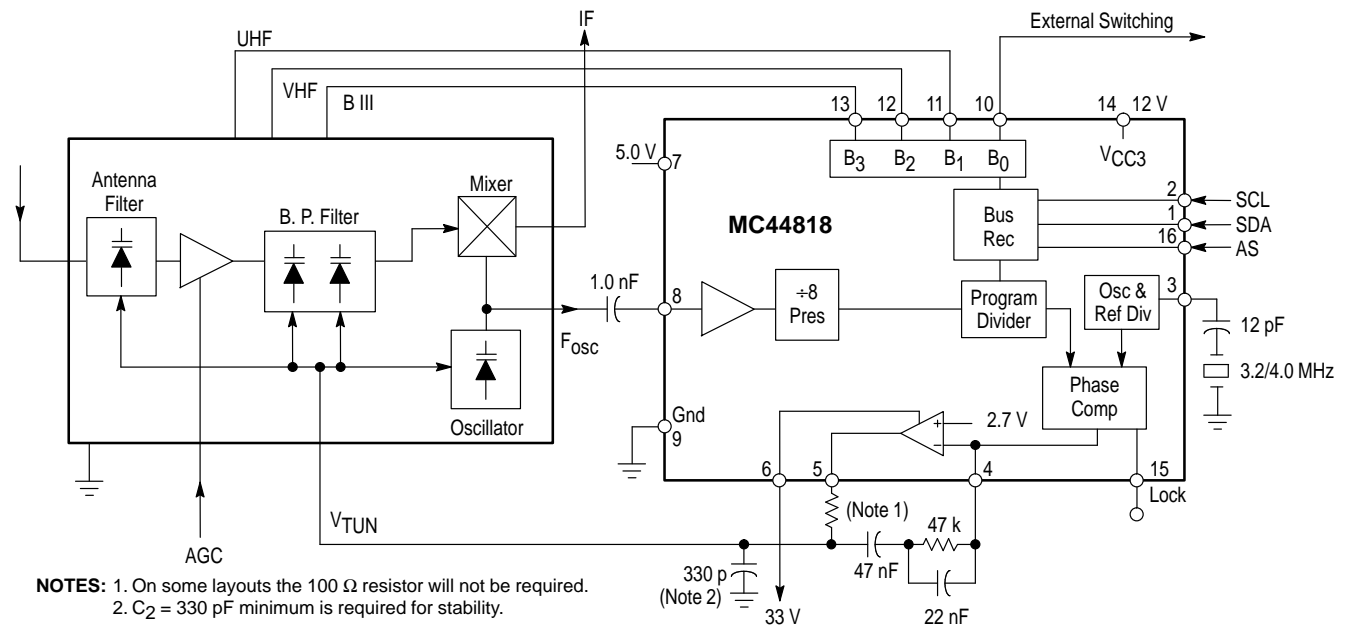 IF
External Switching
UHF
VHF
B III
13
12
11
10
14
12 V
5.0 V
7
B3
B2
B1
B0
VCC3
Antenna
Filter
B. P. Filter
Mixer
MC44818
Bus
Rec
2
SCL
1
SDA
16
AS
1.0 nF
8
÷8
Pres
Program
Divider
Osc &
Ref Div
3
12 pF
Fosc
3.2/4.0 MHz
Phase
Comp
Oscillator
Gnd
9
+
−
2.7 V
6
5
4
15
Lock
(Note 1)
47 k
VTUN
AGC
47 nF
330 p
(Note 2)
33 V
22 nF
NOTES: 1. On some layouts the 100 Ω resistor will not be required.
2. C2 = 330 pF minimum is required for stability.